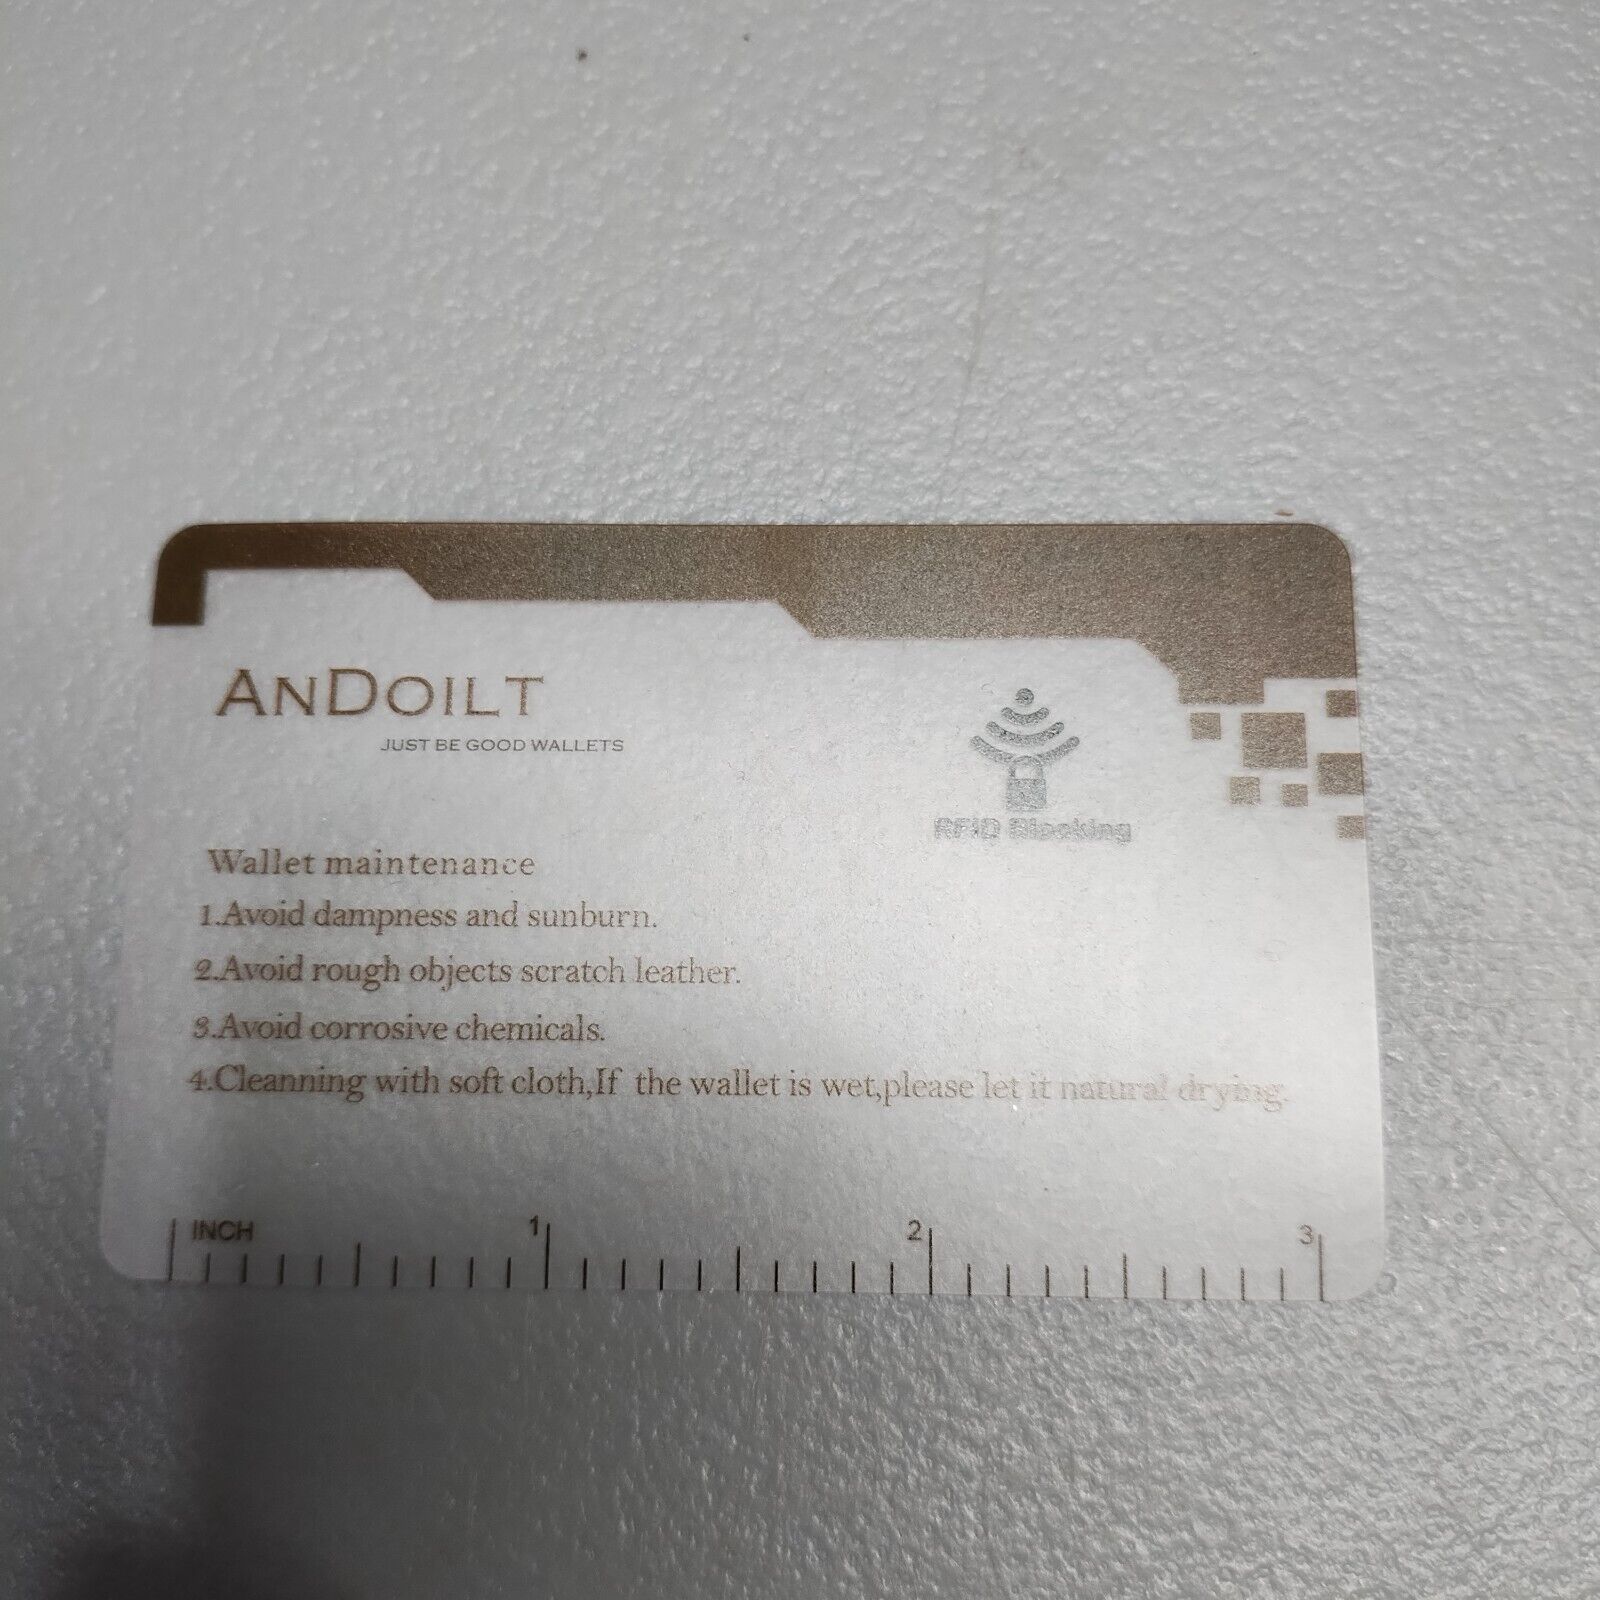 ANDOILT
JUST BE GOOD WALLETS
RFID Blocking
Wallet maintenance
1.Avoid dampness and sunburn.
2.Avoid rough objects scratch leather.
3.Avoid corrosive chemicals.
4.Cleanning with soft cloth,If the wallet is wet,please let it natural drying.
INCH 1 2 3